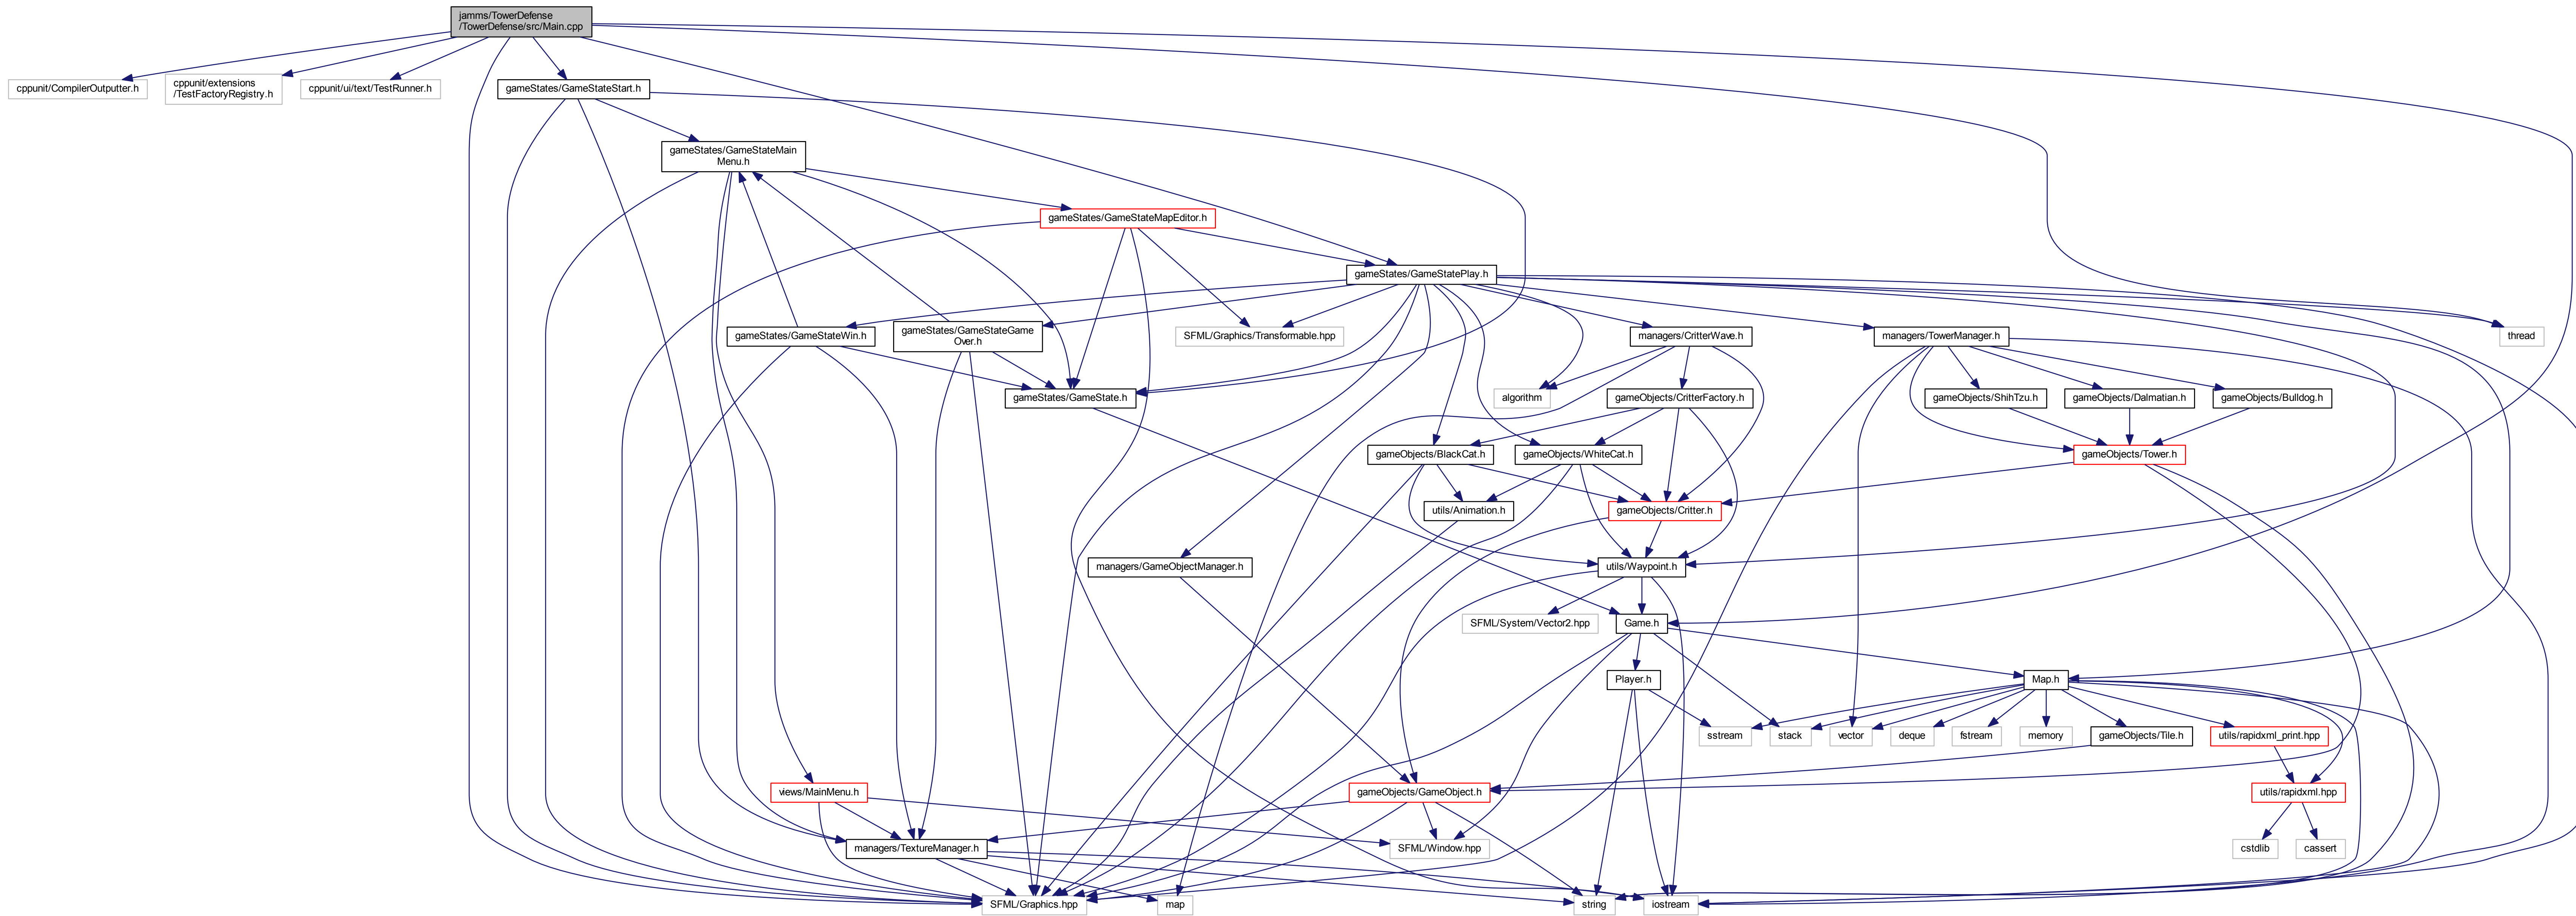 jamms/TowerDefense
/TowerDefense/src/Main.cpp
cppunit/CompilerOutputter.h
cppunit/extensions
/TestFactoryRegistry.h
cppunit/ui/text/TestRunner.h
gameStates/GameStateStart.h
gameStates/GameStateMain
Menu.h
gameStates/GameStateMapEditor.h
gameStates/GameStatePlay.h
gameStates/GameStateWin.h
gameStates/GameStateGame
Over.h
SFML/Graphics/Transformable.hpp
managers/CritterWave.h
managers/TowerManager.h
thread
gameStates/GameState.h
algorithm
gameObjects/CritterFactory.h
gameObjects/ShihTzu.h
gameObjects/Dalmatian.h
gameObjects/Bulldog.h
gameObjects/BlackCat.h
gameObjects/WhiteCat.h
gameObjects/Tower.h
utils/Animation.h
gameObjects/Critter.h
managers/GameObjectManager.h
utils/Waypoint.h
SFML/System/Vector2.hpp
Game.h
Player.h
Map.h
sstream
stack
vector
deque
fstream
memory
gameObjects/Tile.h
utils/rapidxml_print.hpp
views/MainMenu.h
gameObjects/GameObject.h
utils/rapidxml.hpp
managers/TextureManager.h
SFML/Window.hpp
cstdlib
cassert
SFML/Graphics.hpp
map
string
iostream